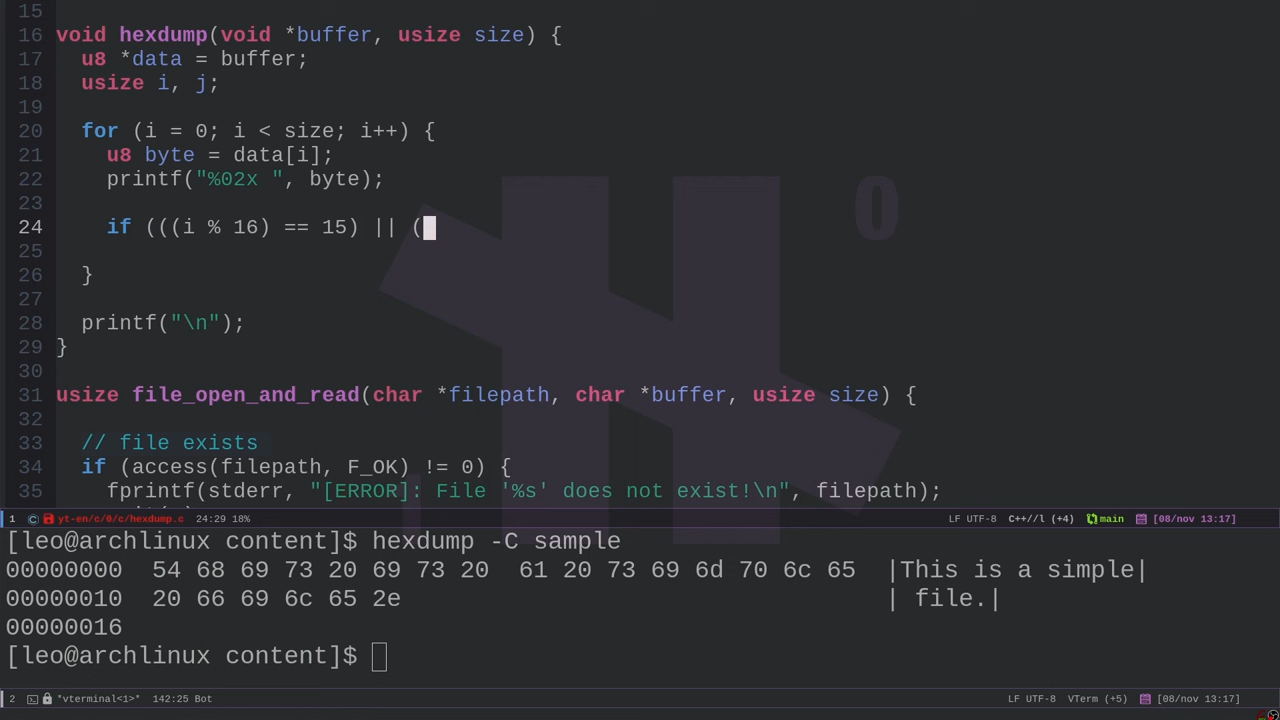 15
16 void hexdump(void *buffer, usize size) {
17   u8 *data = buffer;
18   usize i, j;
19
20   for (i = 0; i < size; i++) {
21     u8 byte = data[i];
22     printf("%02x ", byte);
23
24     if (((i % 16) == 15) || (
25
26   }
27
28   printf("\n");
29 }
30
31 usize file_open_and_read(char *filepath, char *buffer, usize size) {
32
33   // file exists
34   if (access(filepath, F_OK) != 0) {
35     fprintf(stderr, "[ERROR]: File '%s' does not exist!\n", filepath);
1 yt-en/c/0/c/hexdump.c 24:29 18% LF UTF-8 C++//l (+4) main [08/nov 13:17]
[leo@archlinux content]$ hexdump -C sample
00000000  54 68 69 73 20 69 73 20  61 20 73 69 6d 70 6c 65  |This is a simple|
00000010  20 66 69 6c 65 2e                                 | file.|
00000016
[leo@archlinux content]$
2 *vterminal<1>* 142:25 Bot LF UTF-8 VTerm (+5) [08/nov 13:17]
0